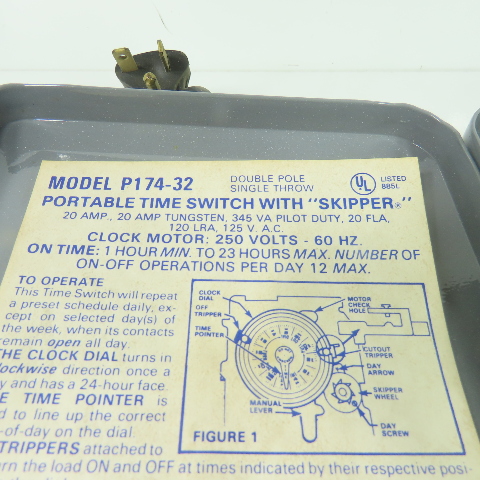 MODEL P174-32
DOUBLE POLE
SINGLE THROW
UL
LISTED
885L
PORTABLE TIME SWITCH WITH "SKIPPER®"
20 AMP., 20 AMP TUNGSTEN, 345 VA PILOT DUTY, 20 FLA,
120 LRA, 125 V. A.C.
CLOCK MOTOR: 250 VOLTS - 60 HZ.
ON TIME: 1 HOUR MIN. TO 23 HOURS MAX. NUMBER OF
ON-OFF OPERATIONS PER DAY 12 MAX.
TO OPERATE
This Time Switch will repeat
a preset schedule daily, ex-
cept on selected day(s) of
the week, when its contacts
remain open all day.
THE CLOCK DIAL turns in
clockwise direction once a
and has a 24-hour face.
TIME POINTER is
to line up the correct
-of-day on the dial.
TRIPPERS attached to
the load ON and OFF at times indicated by their respective posi-
CLOCK
DIAL
OFF
TRIPPER
TIME
POINTER
MOTOR
CHECK
HOLE
CUTOUT
TRIPPER
DAY
ARROW
SKIPPER
WHEEL
MANUAL
LEVER
DAY
SCREW
FIGURE 1